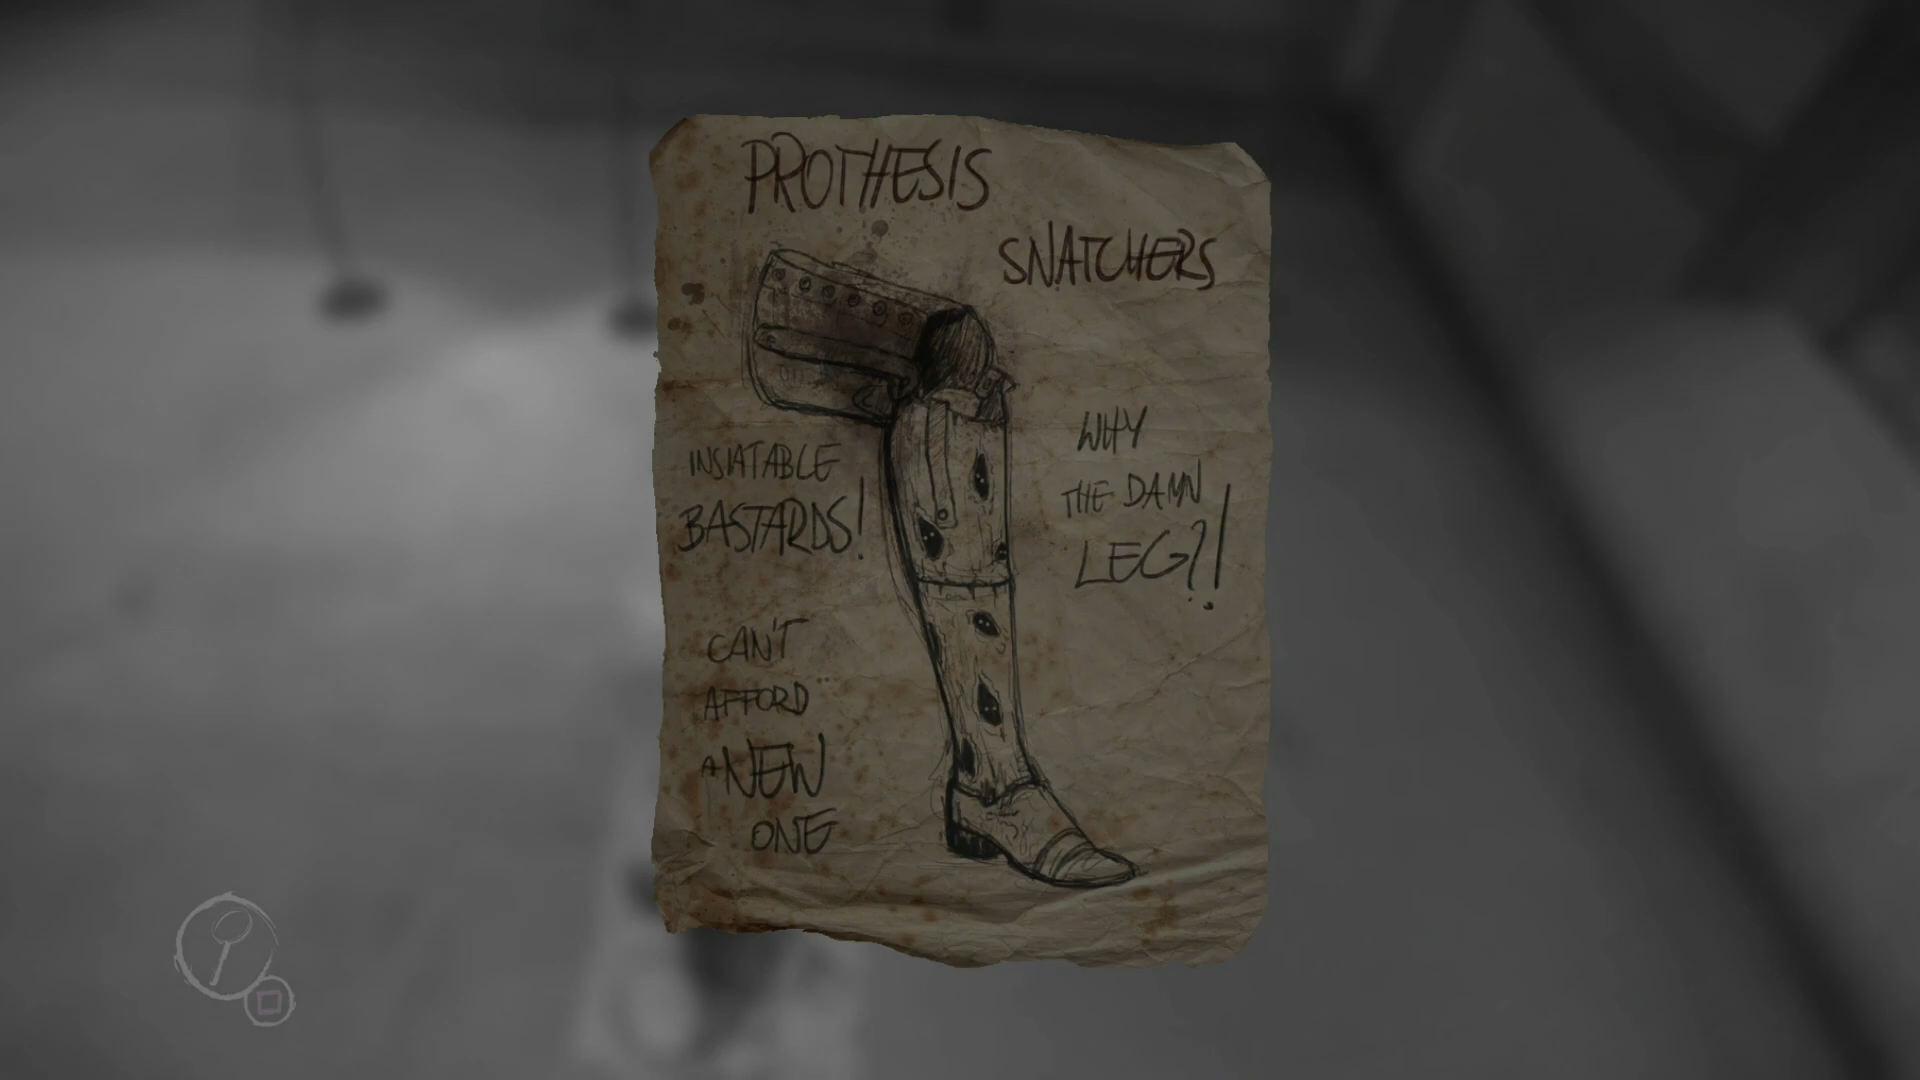 PROTHESIS
SNATCHERS
INSIATABLE
BASTARDS!
WHY
THE DAMN
LEG?!
CAN'T
AFFORD
A NEW
ONE